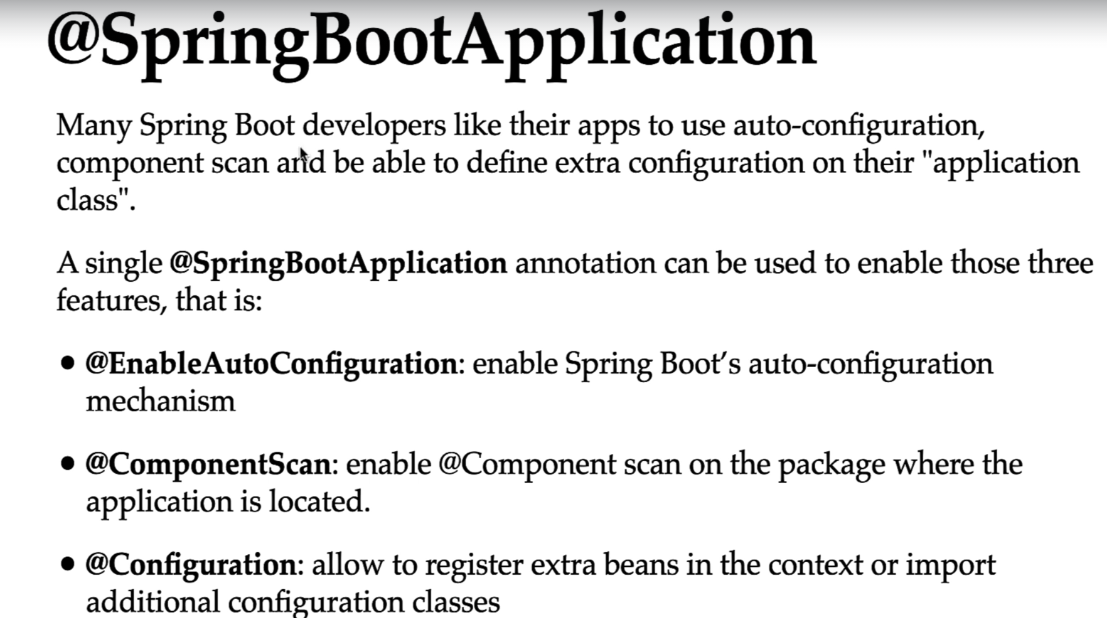 @SpringBootApplication
Many Spring Boot developers like their apps to use auto-configuration,
component scan and be able to define extra configuration on their "application
class".
A single @SpringBootApplication annotation can be used to enable those three
features, that is:
• @EnableAutoConfiguration: enable Spring Boot’s auto-configuration
mechanism
• @ComponentScan: enable @Component scan on the package where the
application is located.
• @Configuration: allow to register extra beans in the context or import
additional configuration classes